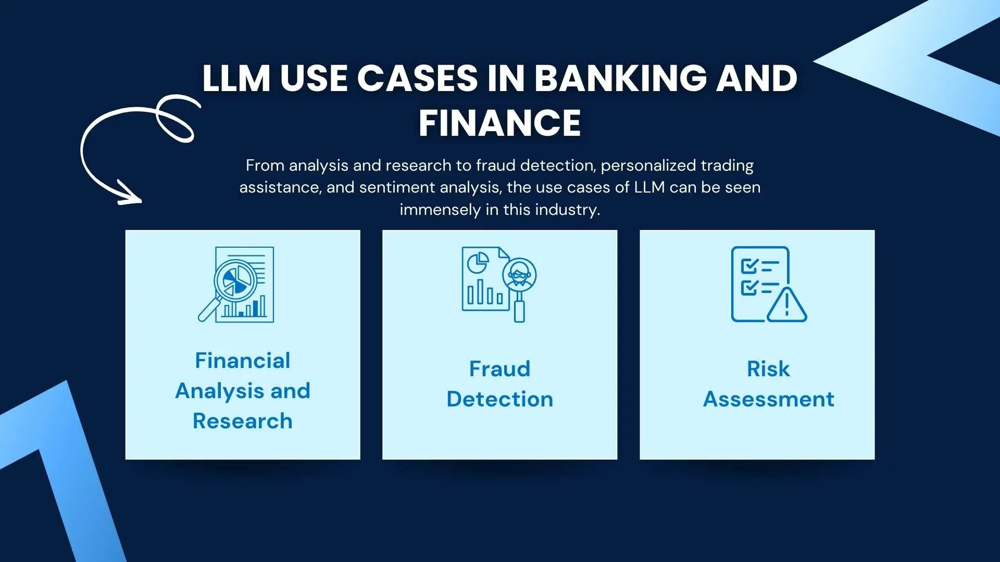 LLM USE CASES IN BANKING AND
FINANCE
From analysis and research to fraud detection, personalized trading
assistance, and sentiment analysis, the use cases of LLM can be seen
immensely in this industry.
Financial
Analysis and
Research
Fraud
Detection
Risk
Assessment